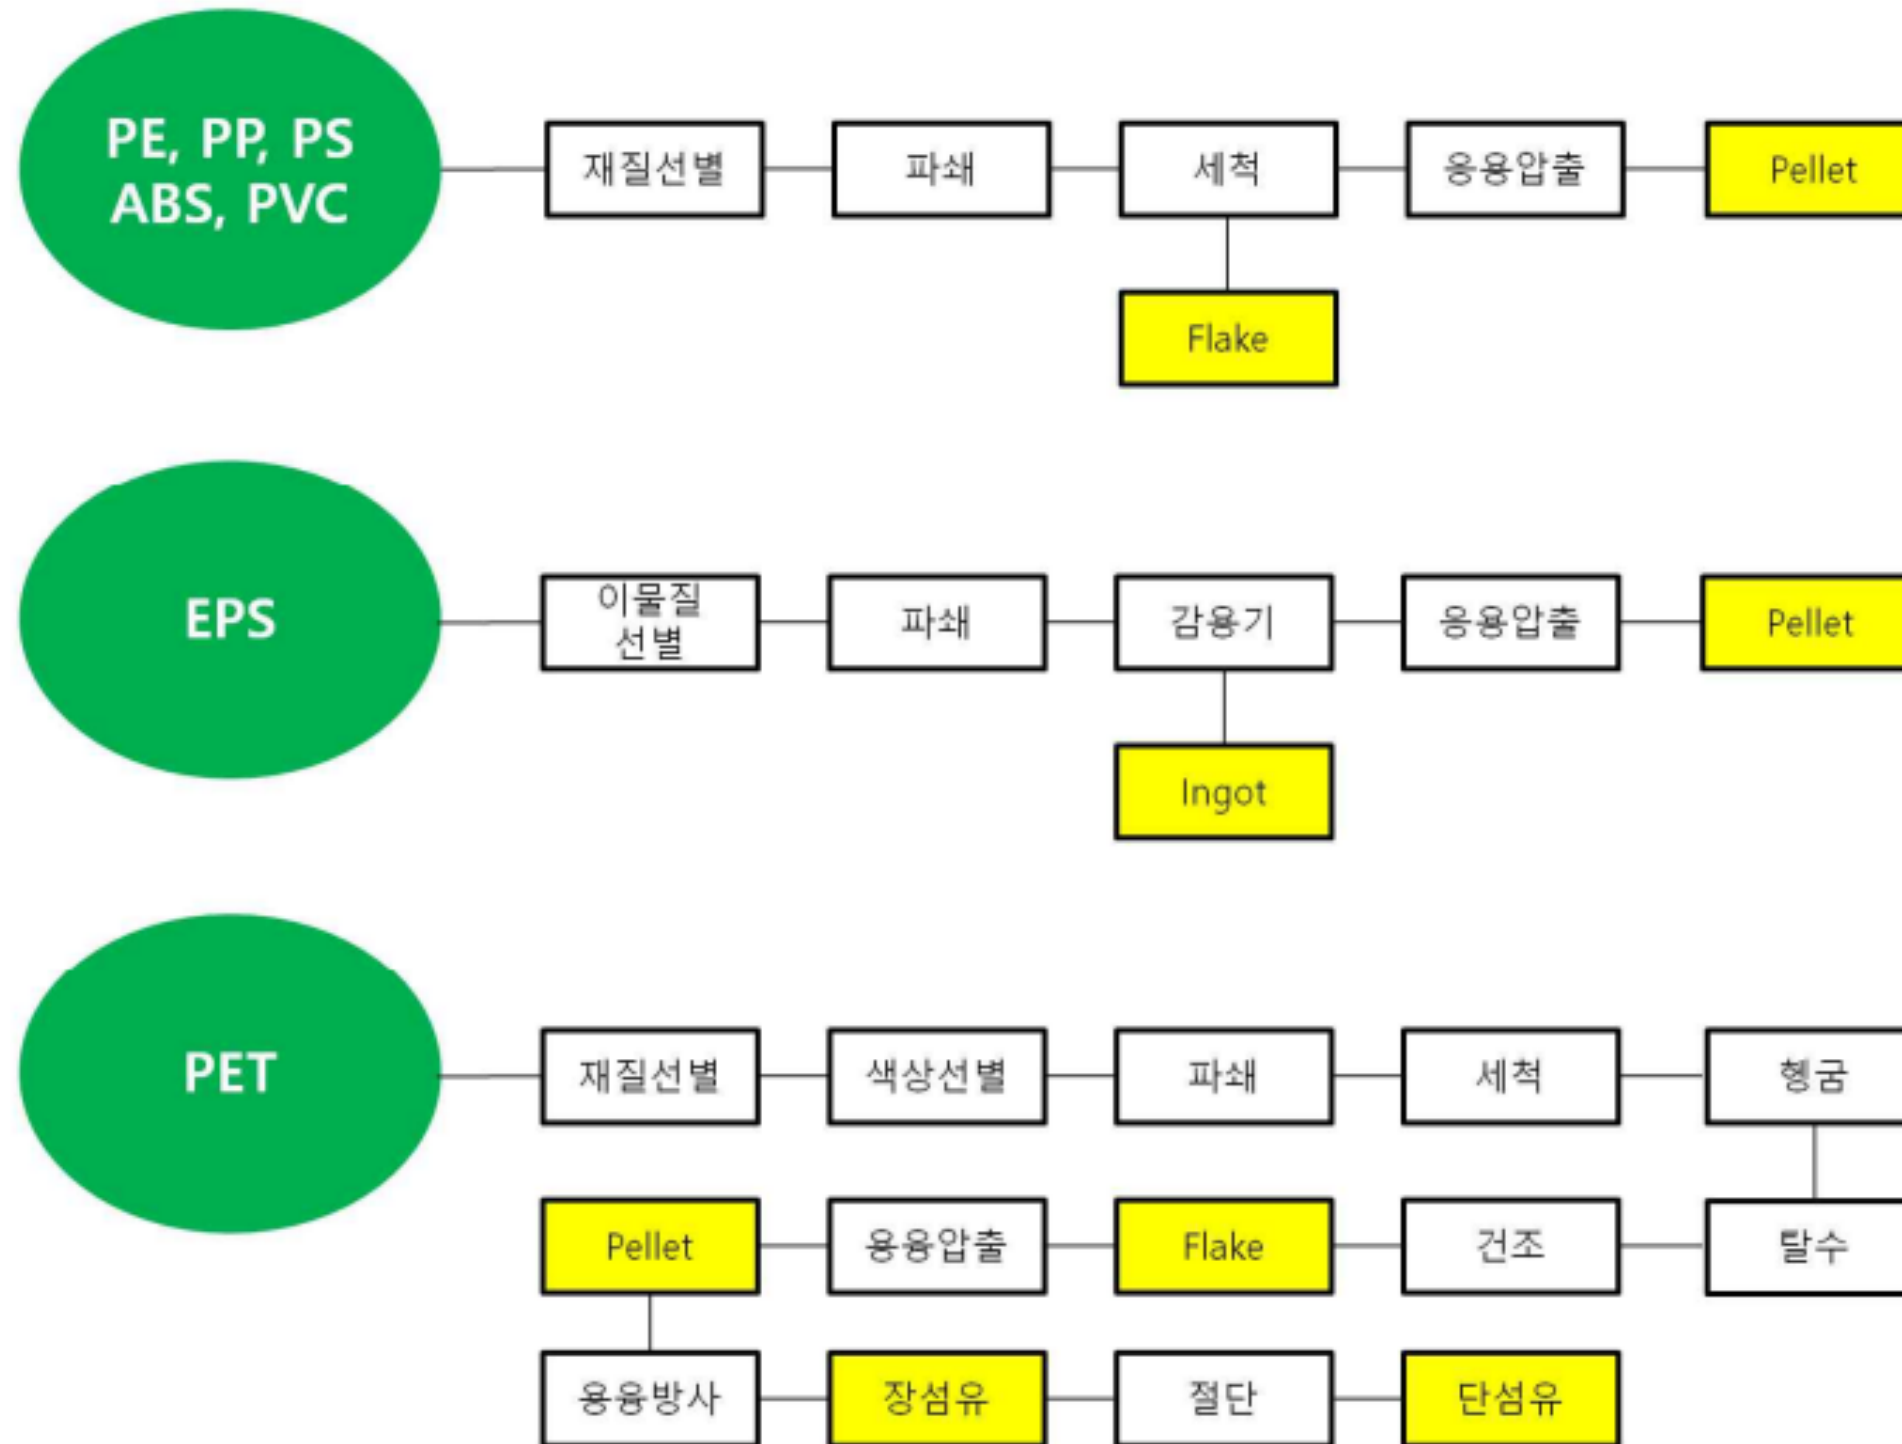 PE, PP, PS
ABS, PVC
재질선별
파쇄
세척
응용압출
Pellet
Flake
EPS
이물질
선별
파쇄
감용기
응용압출
Pellet
Ingot
PET
재질선별
색상선별
파쇄
세척
헹굼
Pellet
용융압출
Flake
건조
탈수
용융방사
장섬유
절단
단섬유